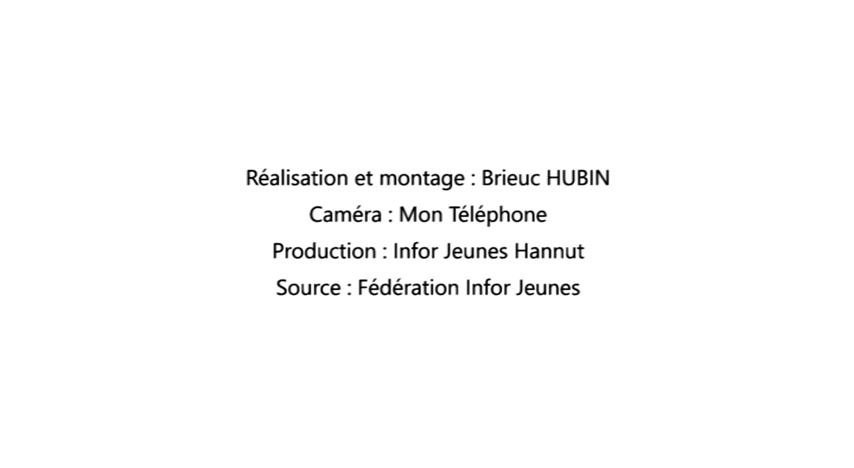 Réalisation et montage : Brieuc HUBIN
Caméra : Mon Téléphone
Production : Infor Jeunes Hannut
Source : Fédération Infor Jeunes